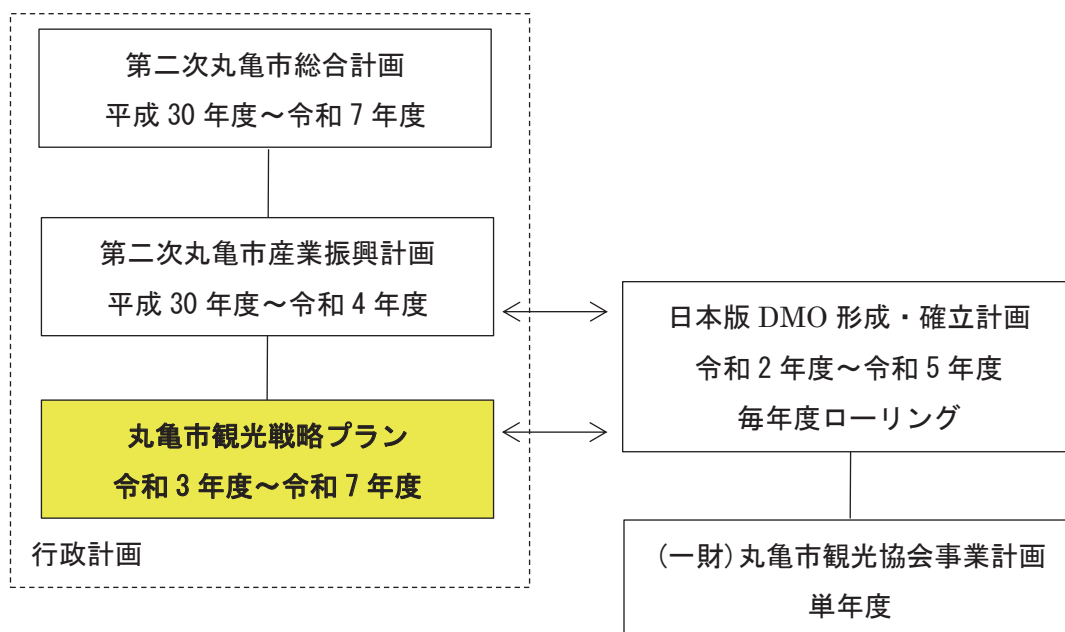 第二次丸亀市総合計画
平成 30 年度～令和 7 年度
第二次丸亀市産業振興計画
平成 30 年度～令和 4 年度
丸亀市観光戦略プラン
令和 3 年度～令和 7 年度
行政計画
日本版 DMO 形成・確立計画
令和 2 年度～令和 5 年度
毎年度ローリング
(一財)丸亀市観光協会事業計画
単年度